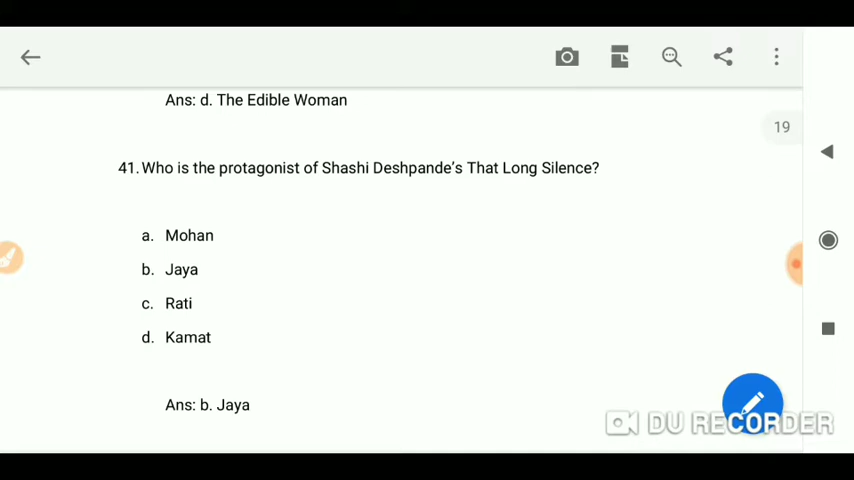 Ans: d. The Edible Woman
19
41. Who is the protagonist of Shashi Deshpande’s That Long Silence?
a. Mohan
b. Jaya
c. Rati
d. Kamat
Ans: b. Jaya
DU RECORDER